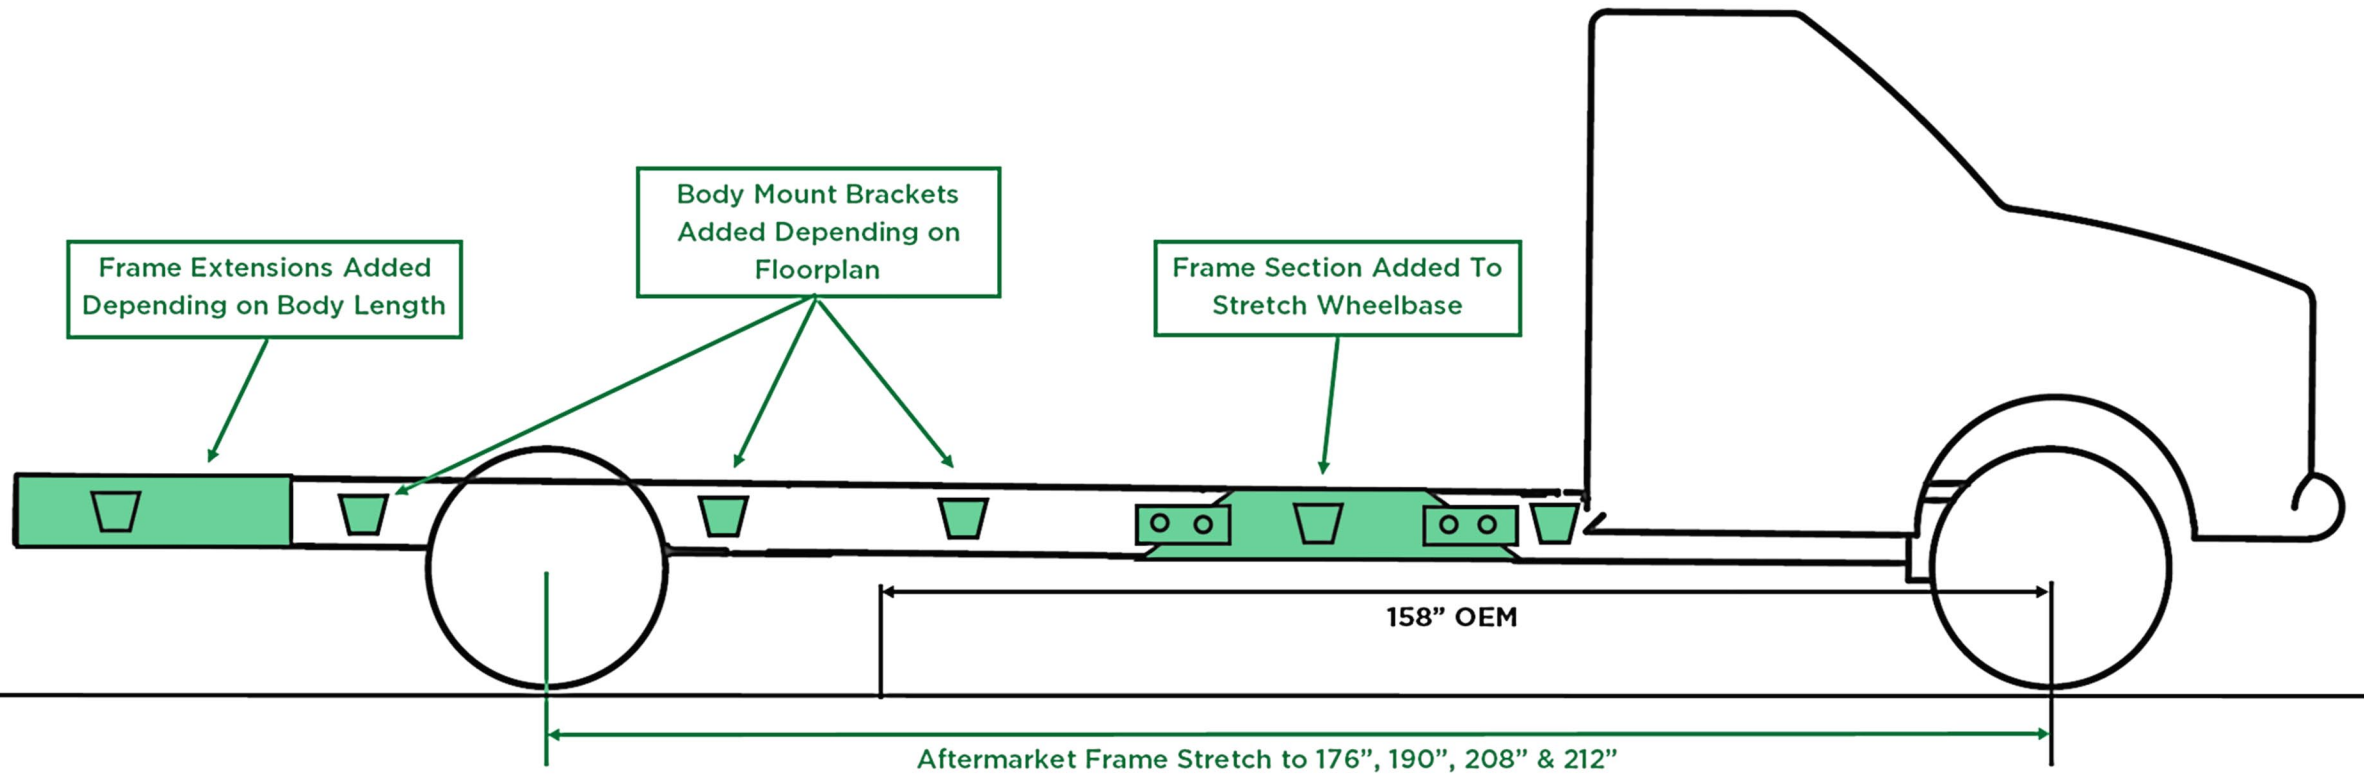 Body Mount Brackets
Added Depending on
Floorplan
Frame Extensions Added
Depending on Body Length
Frame Section Added To
Stretch Wheelbase
158” OEM
Aftermarket Frame Stretch to 176”, 190”, 208” & 212”